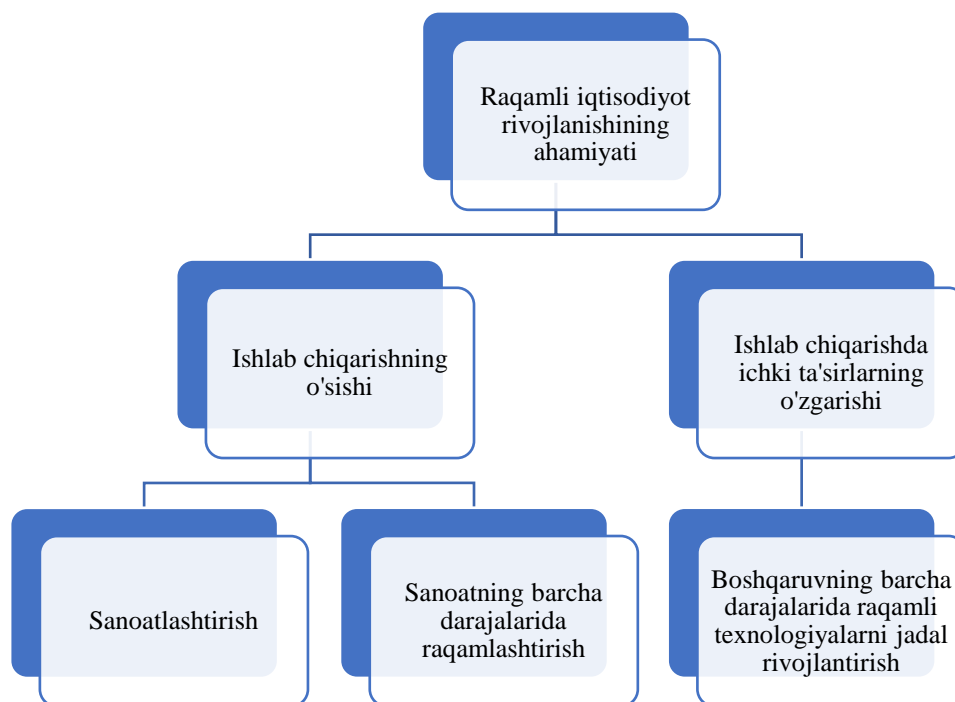 Raqamli iqtisodiyot
rivojlanishining
ahamiyati
Ishlab chiqarishning
o'sishi
Ishlab chiqarishda
ichki ta'sirlarning
o'zgarishi
Sanoatlashtirish
Sanoatning barcha
darajalarida
raqamlashtirish
Boshqaruvning barcha
darajalarida raqamli
texnologiyalarni jadal
rivojlantirish